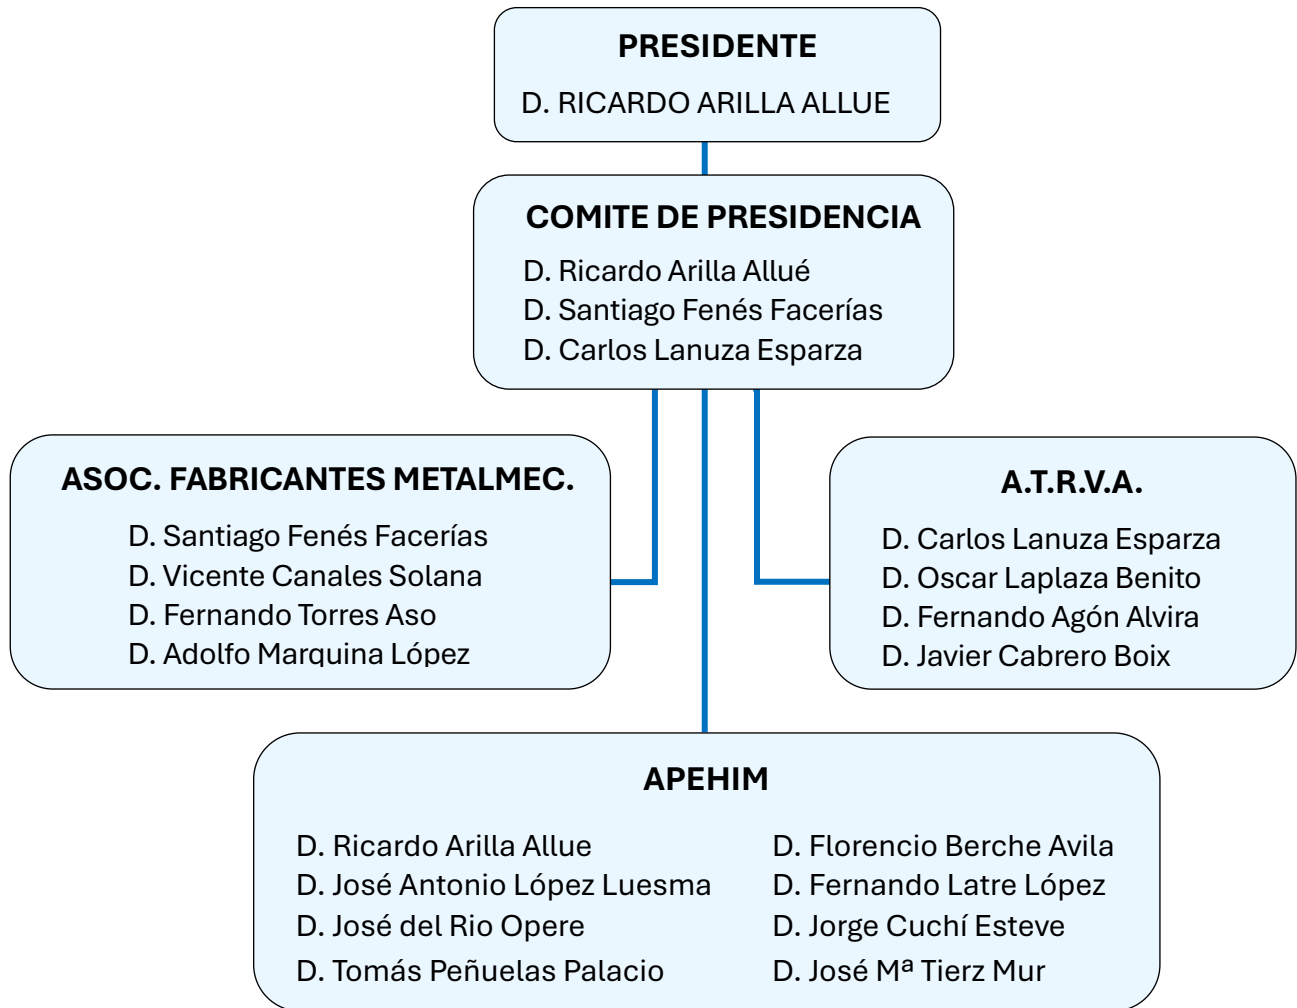 PRESIDENTE
D. RICARDO ARILLA ALLUE
COMITE DE PRESIDENCIA
D. Ricardo Arilla Allué
D. Santiago Fenés Facerías
D. Carlos Lanuza Esparza
ASOC. FABRICANTES METALMEC.
D. Santiago Fenés Facerías
D. Vicente Canales Solana
D. Fernando Torres Aso
D. Adolfo Marquina López
A.T.R.V.A.
D. Carlos Lanuza Esparza
D. Oscar Laplaza Benito
D. Fernando Agón Alvira
D. Javier Cabrero Boix
APEHIM
D. Ricardo Arilla Allue
D. José Antonio López Luesma
D. José del Rio Opere
D. Tomás Peñuelas Palacio
D. Florencio Berche Avila
D. Fernando Latre López
D. Jorge Cuchí Esteve
D. José Mª Tierz Mur